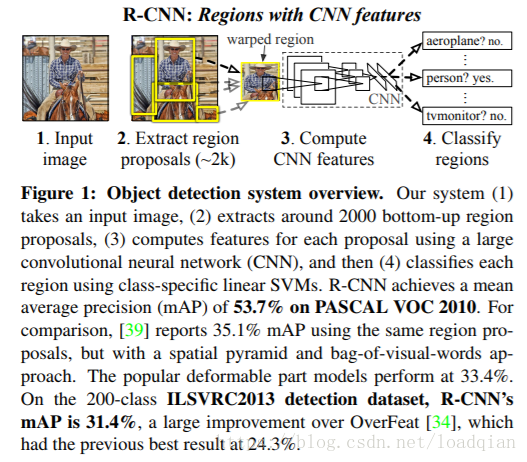 R-CNN: Regions with CNN features
warped region
aeroplane? no.
person? yes.
tvmonitor? no.
CNN
1. Input
image
2. Extract region
proposals (~2k)
3. Compute
CNN features
4. Classify
regions
Figure 1: Object detection system overview. Our system (1)
takes an input image, (2) extracts around 2000 bottom-up region
proposals, (3) computes features for each proposal using a large
convolutional neural network (CNN), and then (4) classifies each
region using class-specific linear SVMs. R-CNN achieves a mean
average precision (mAP) of 53.7% on PASCAL VOC 2010. For
comparison, [39] reports 35.1% mAP using the same region pro-
posals, but with a spatial pyramid and bag-of-visual-words ap-
proach. The popular deformable part models perform at 33.4%.
On the 200-class ILSVRC2013 detection dataset, R-CNN's
mAP is 31.4%, a large improvement over OverFeat [34], which
had the previous best result at 24.3%.
blog.csdn.net/loadqian